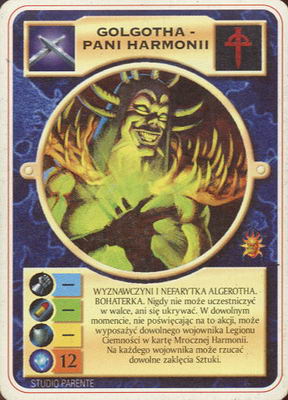 GOLGOTHA -
PANI HARMONII
WYZNAWCZYNI I NEFARYTKA ALGEROTHA.
BOHATERKA. Nigdy nie może uczestniczyć
w walce, ani się ukrywać. W dowolnym
momencie, nie poświęcając na to akcji, może
wyposażyć dowolnego wojownika Legionu
Ciemności w kartę Mrocznej Harmonii.
Na każdego wojownika może rzucać
dowolne zaklęcia Sztuki.
–
–
–
12
STUDIO PARENTE